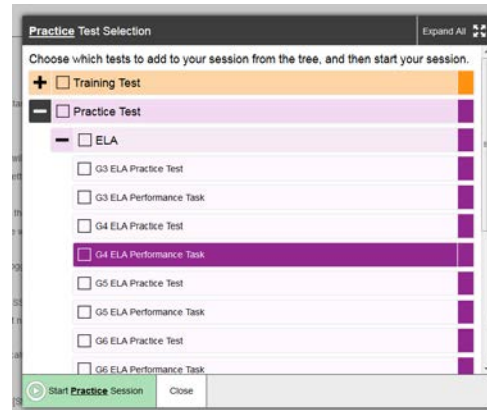 Practice Test Selection Expand All
Choose which tests to add to your session from the tree, and then start your session.
Training Test
Practice Test
ELA
G3 ELA Practice Test
G3 ELA Performance Task
G4 ELA Practice Test
G4 ELA Performance Task
G5 ELA Practice Test
G5 ELA Performance Task
G6 ELA Practice Test
G6 ELA Performance Task
Start Practice Session Close